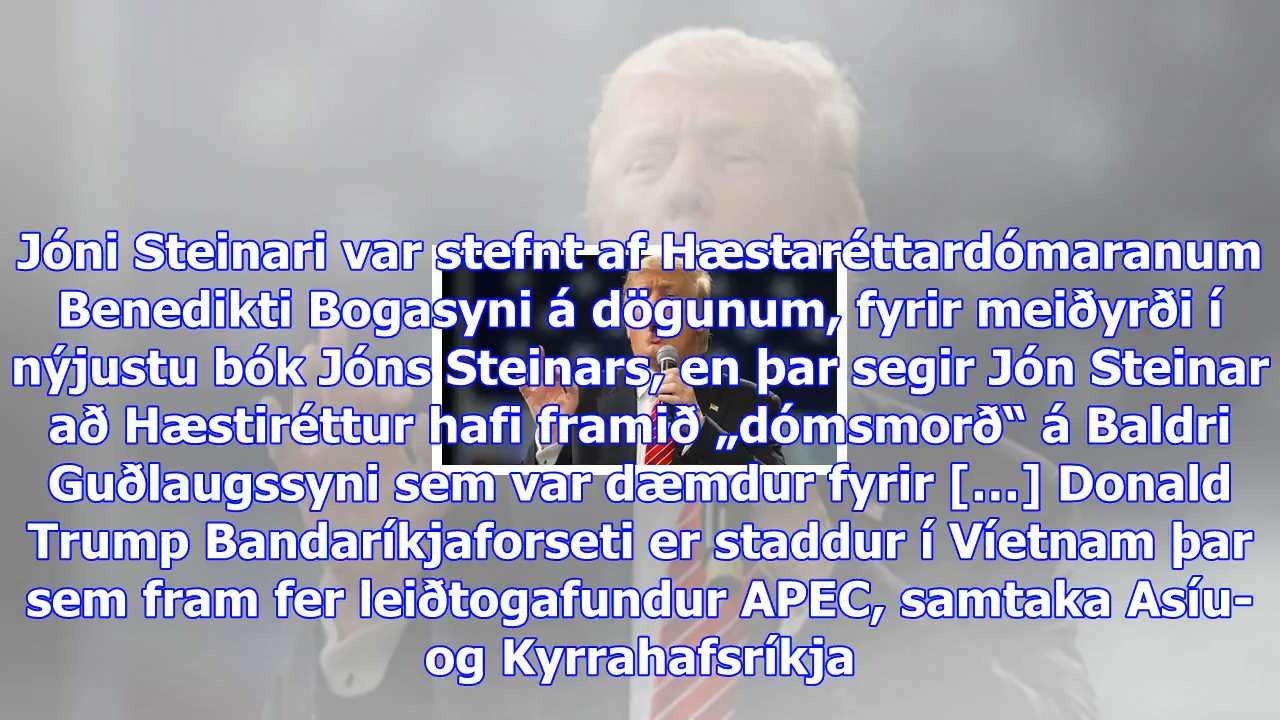 Jóni Steinari var stefnt af Hæstaréttardómaranum
Benedikti Bogasyni á dögunum, fyrir meiðyrði í
nýjustu bók Jóns Steinars, en þar segir Jón Steinar
að Hæstiréttur hafi framið „dómsmorð“ á Baldri
Guðlaugssyni sem var dæmdur fyrir [...] Donald
Trump Bandaríkjaforseti er staddur í Víetnam þar
sem fram fer leiðtogafundur APEC, samtaka Asíu-
og Kyrrahafsríkja